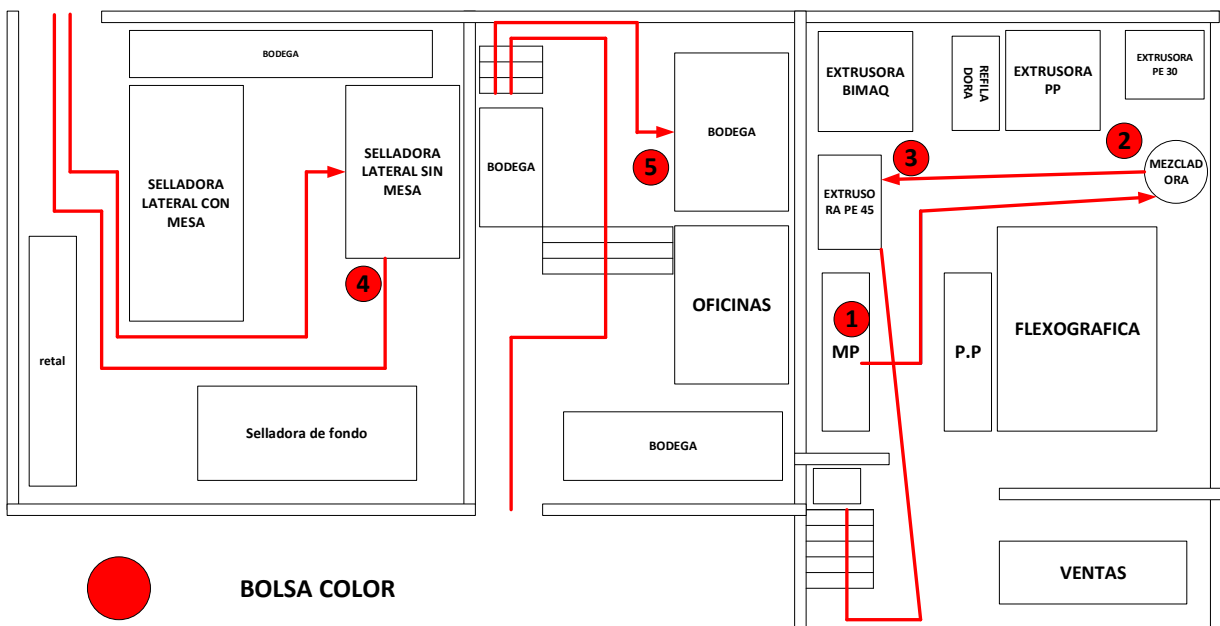 BODEGA
SELLADORA
LATERAL CON
MESA
SELLADORA
LATERAL SIN
MESA
4
retal
Selladora de fondo
BODEGA
5
BODEGA
OFICINAS
BODEGA
EXTRUSORA
BIMAQ
REFILA
DORA
EXTRUSORA
PP
EXTRUSORA
PE 30
2
3
MEZCLAD
ORA
EXTRUSO
RA PE 45
1
MP
P.P
FLEXOGRAFICA
VENTAS
BOLSA COLOR